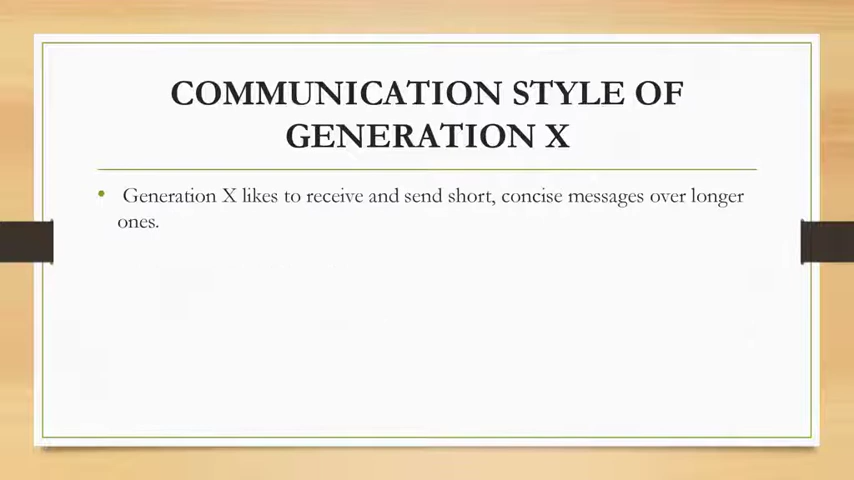 COMMUNICATION STYLE OF
GENERATION X
• Generation X likes to receive and send short, concise messages over longer
ones.